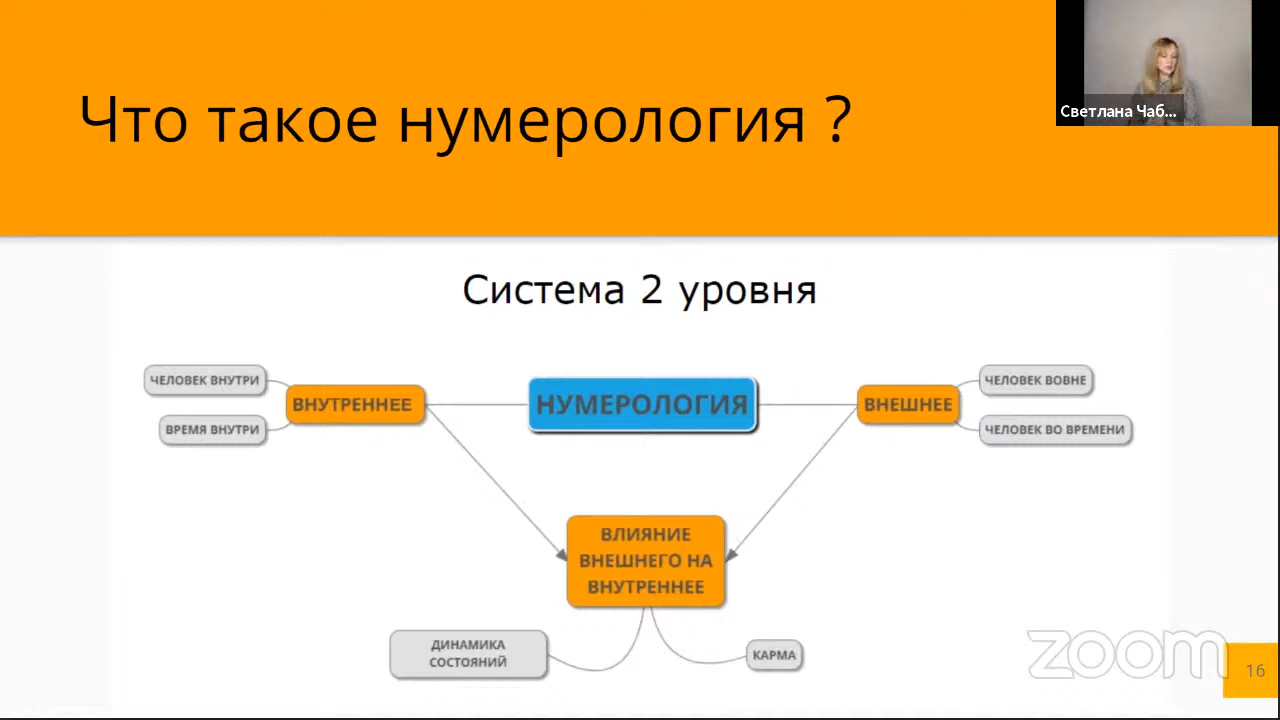 Что такое нумерология ?
Светлана Чаб...
Система 2 уровня
ЧЕЛОВЕК ВНУТРИ
ВРЕМЯ ВНУТРИ
ВНУТРЕННЕЕ
НУМЕРОЛОГИЯ
ВНЕШНЕЕ
ЧЕЛОВЕК ВОВНЕ
ЧЕЛОВЕК ВО ВРЕМЕНИ
ВЛИЯНИЕ
ВНЕШНЕГО НА
ВНУТРЕННЕЕ
ДИНАМИКА
СОСТОЯНИЙ
КАРМА
zoom
16